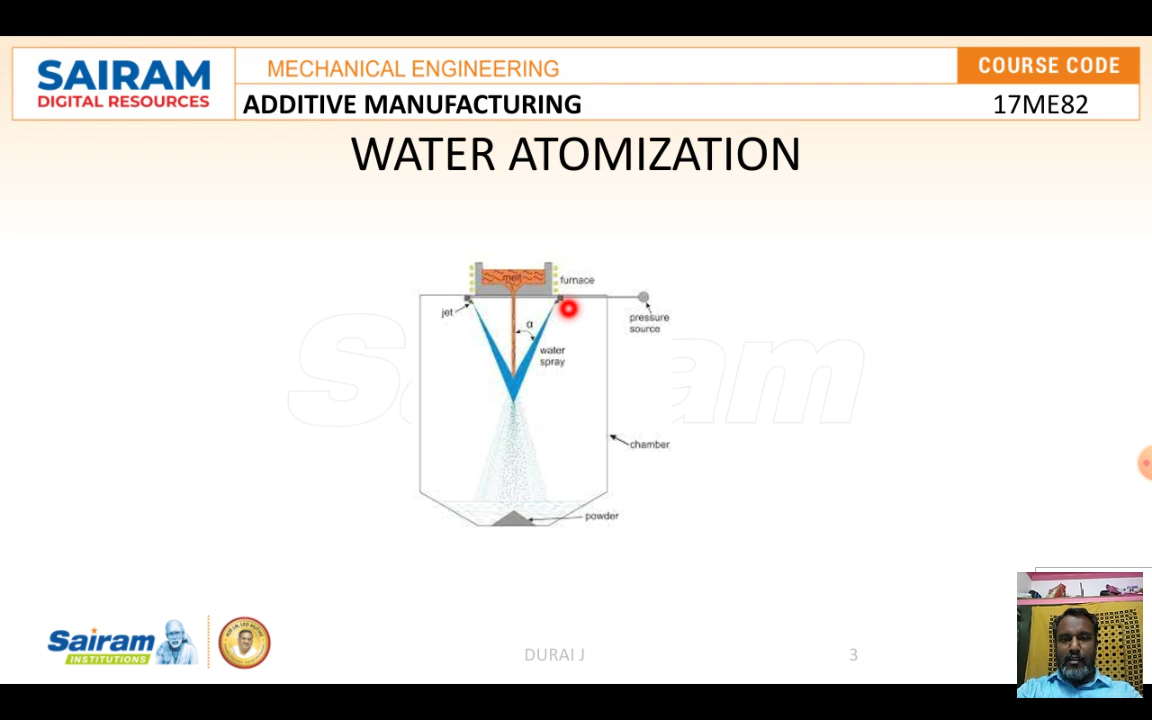 SAIRAM
DIGITAL RESOURCES
MECHANICAL ENGINEERING
COURSE CODE
ADDITIVE MANUFACTURING
17ME82
WATER ATOMIZATION
melt
furnace
jet
α
pressure
source
water
spray
chamber
powder
Sairam
INSTITUTIONS
DURAI J
3